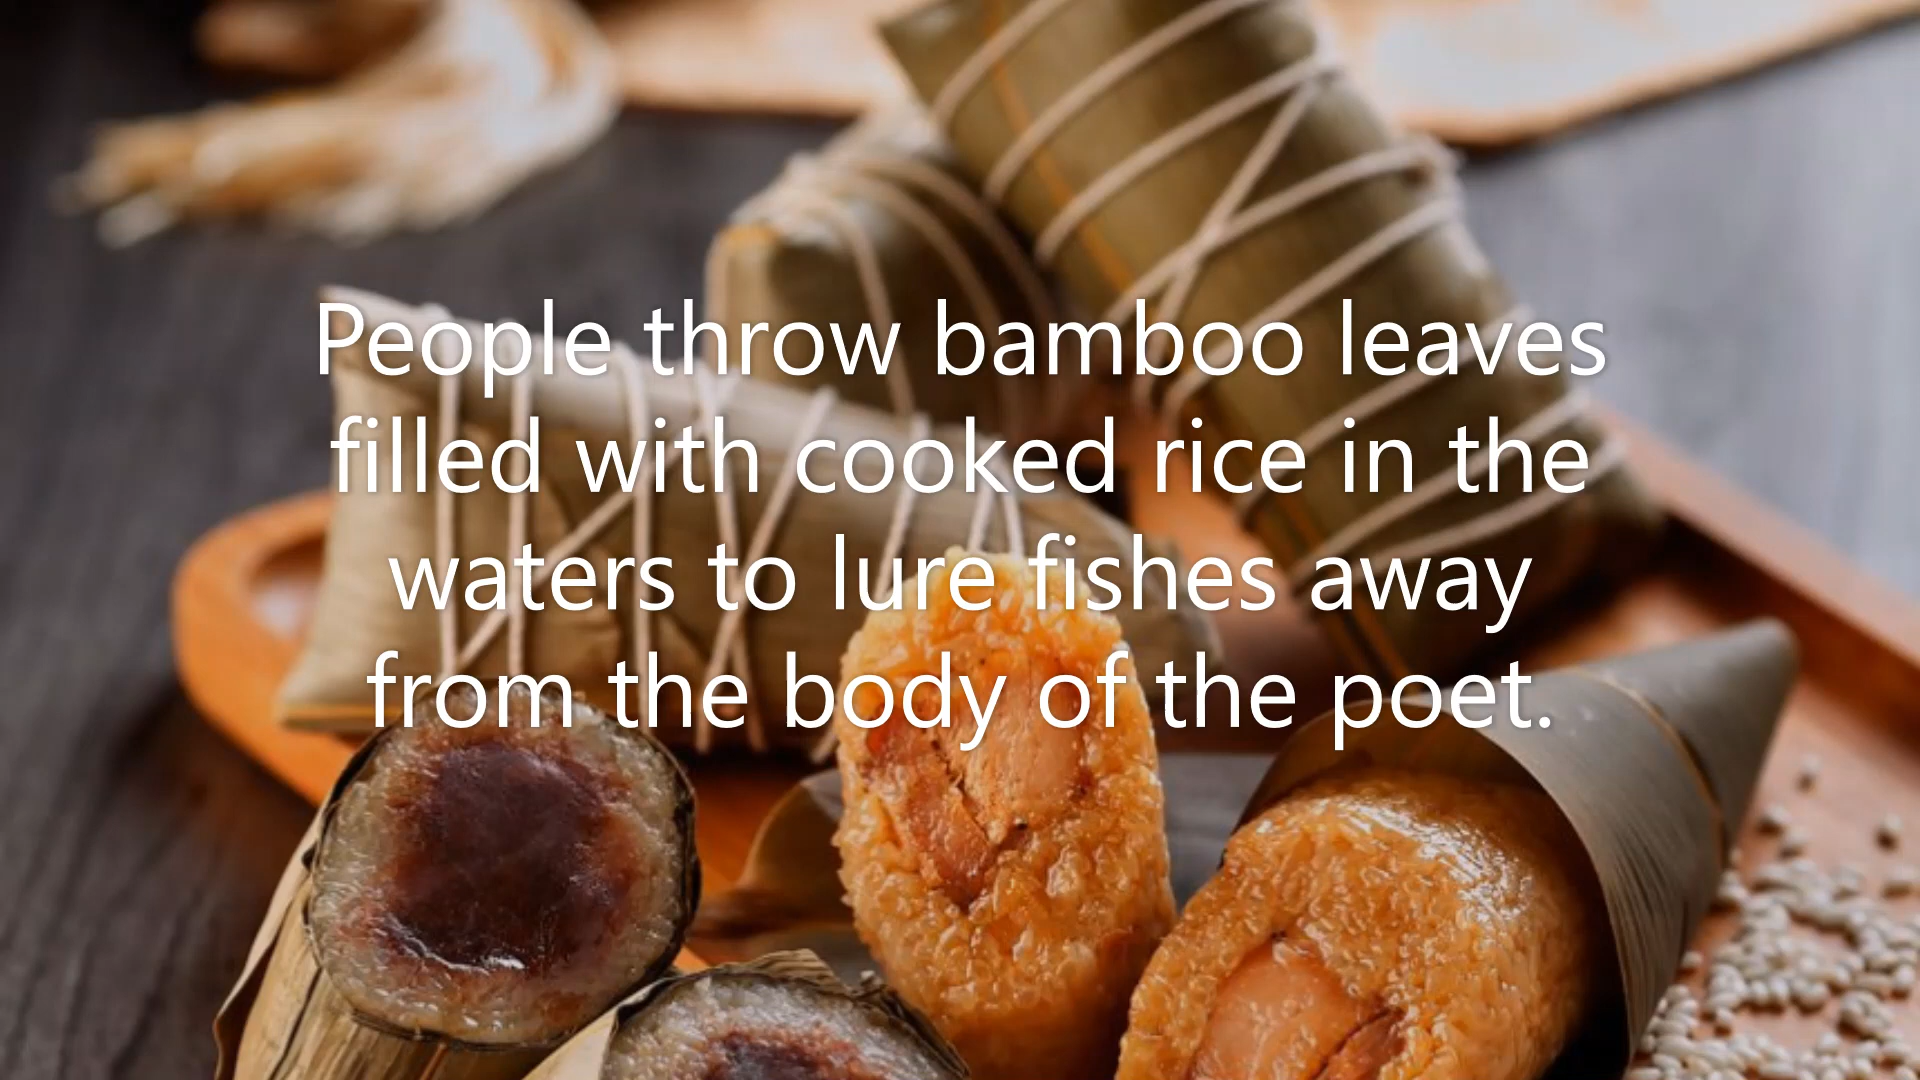 People throw bamboo leaves
filled with cooked rice in the
waters to lure fishes away
from the body of the poet.